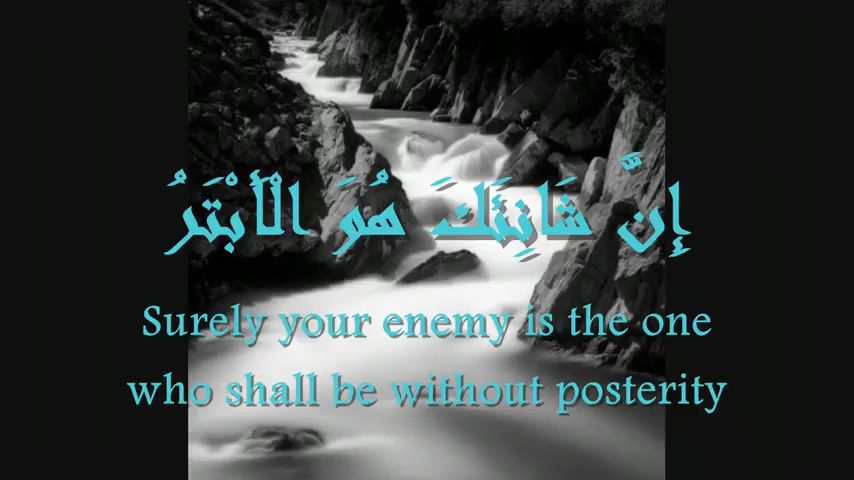 إِنَّ شَانِئَكَ هُوَ الْأَبْتَرُ
Surely your enemy is the one
who shall be without posterity